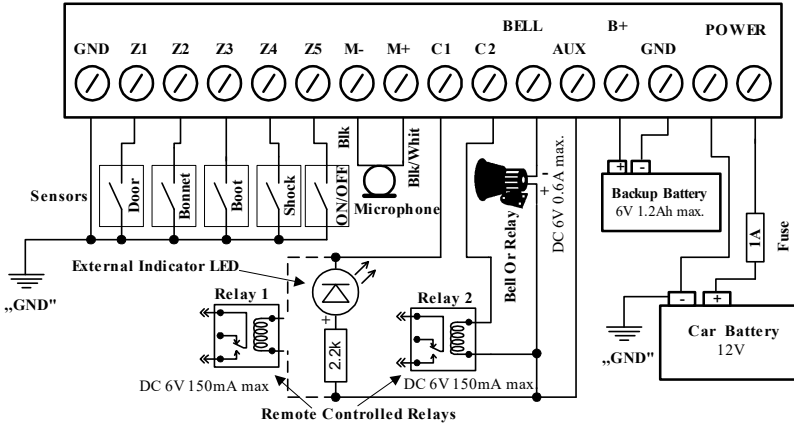 BELL B+ POWER
GND Z1 Z2 Z3 Z4 Z5 M- M+ C1 C2 AUX GND
Blk
Blk/Whit
Sensors
Door
Bonnet
Boot
Shock
ON/OFF
Microphone
Bell Or Relay
- +
DC 6V 0.6A max.
+ -
Backup Battery
6V 1.2Ah max.
1A
Fuse
- +
Car Battery
12V
„GND"
„GND"
External Indicator LED
Relay 1
Relay 2
+
2.2k
DC 6V 150mA max
DC 6V 150mA max.
Remote Controlled Relays